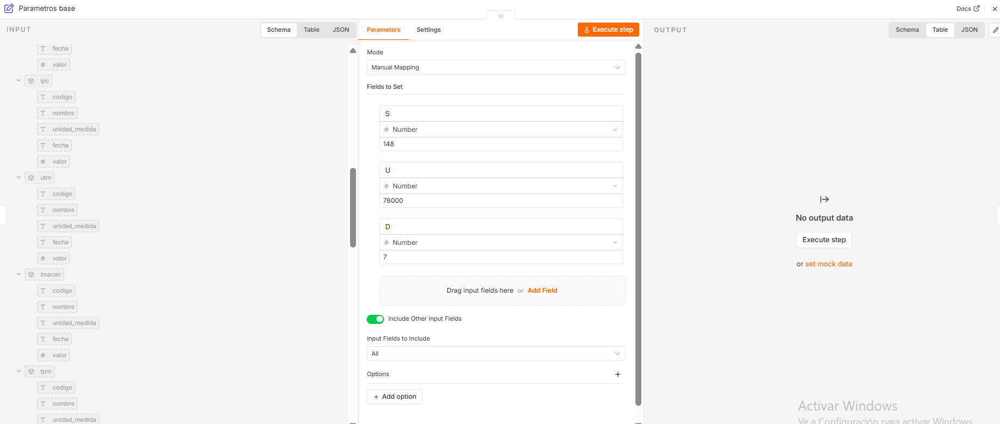 Parametros base
Docs
INPUT
Schema
Table
JSON
fecha
valor
ipc
codigo
nombre
unidad_medida
fecha
valor
utm
codigo
nombre
unidad_medida
fecha
valor
imacec
codigo
nombre
unidad_medida
fecha
valor
tpm
codigo
nombre
unidad_medida
Parameters
Settings
Execute step
Mode
Manual Mapping
Fields to Set
S
# Number
148
U
# Number
78000
D
# Number
7
Drag input fields here or Add Field
Include Other Input Fields
Input Fields to Include
All
Options
+ Add option
OUTPUT
Schema
Table
JSON
No output data
Execute step
or set mock data
Activar Windows
Ve a Configuración para activar Windows.